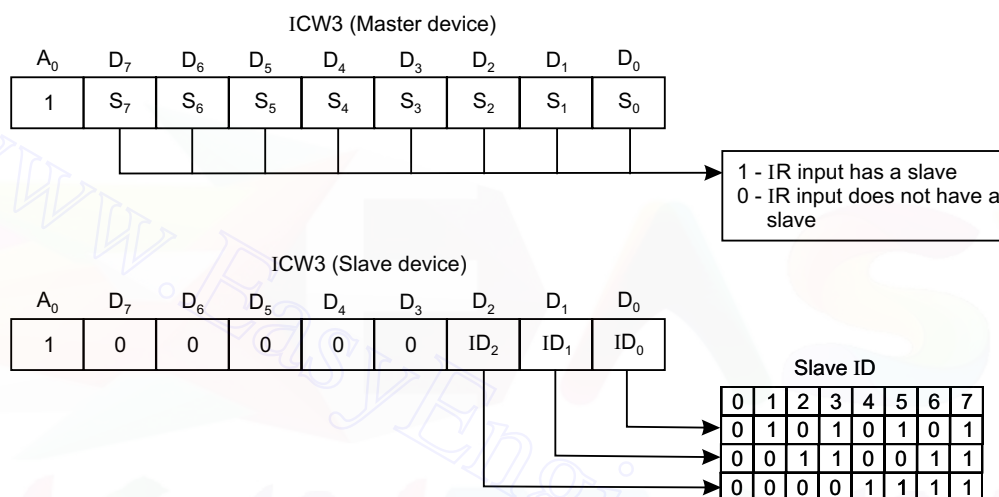 ICW3 (Master device)
A₀ D₇ D₆ D₅ D₄ D₃ D₂ D₁ D₀
1 S₇ S₆ S₅ S₄ S₃ S₂ S₁ S₀
1 - IR input has a slave
0 - IR input does not have a
slave
ICW3 (Slave device)
A₀ D₇ D₆ D₅ D₄ D₃ D₂ D₁ D₀
1 0 0 0 0 0 ID₂ ID₁ ID₀
Slave ID
0 1 2 3 4 5 6 7
0 1 0 1 0 1 0 1
0 0 1 1 0 0 1 1
0 0 0 0 1 1 1 1